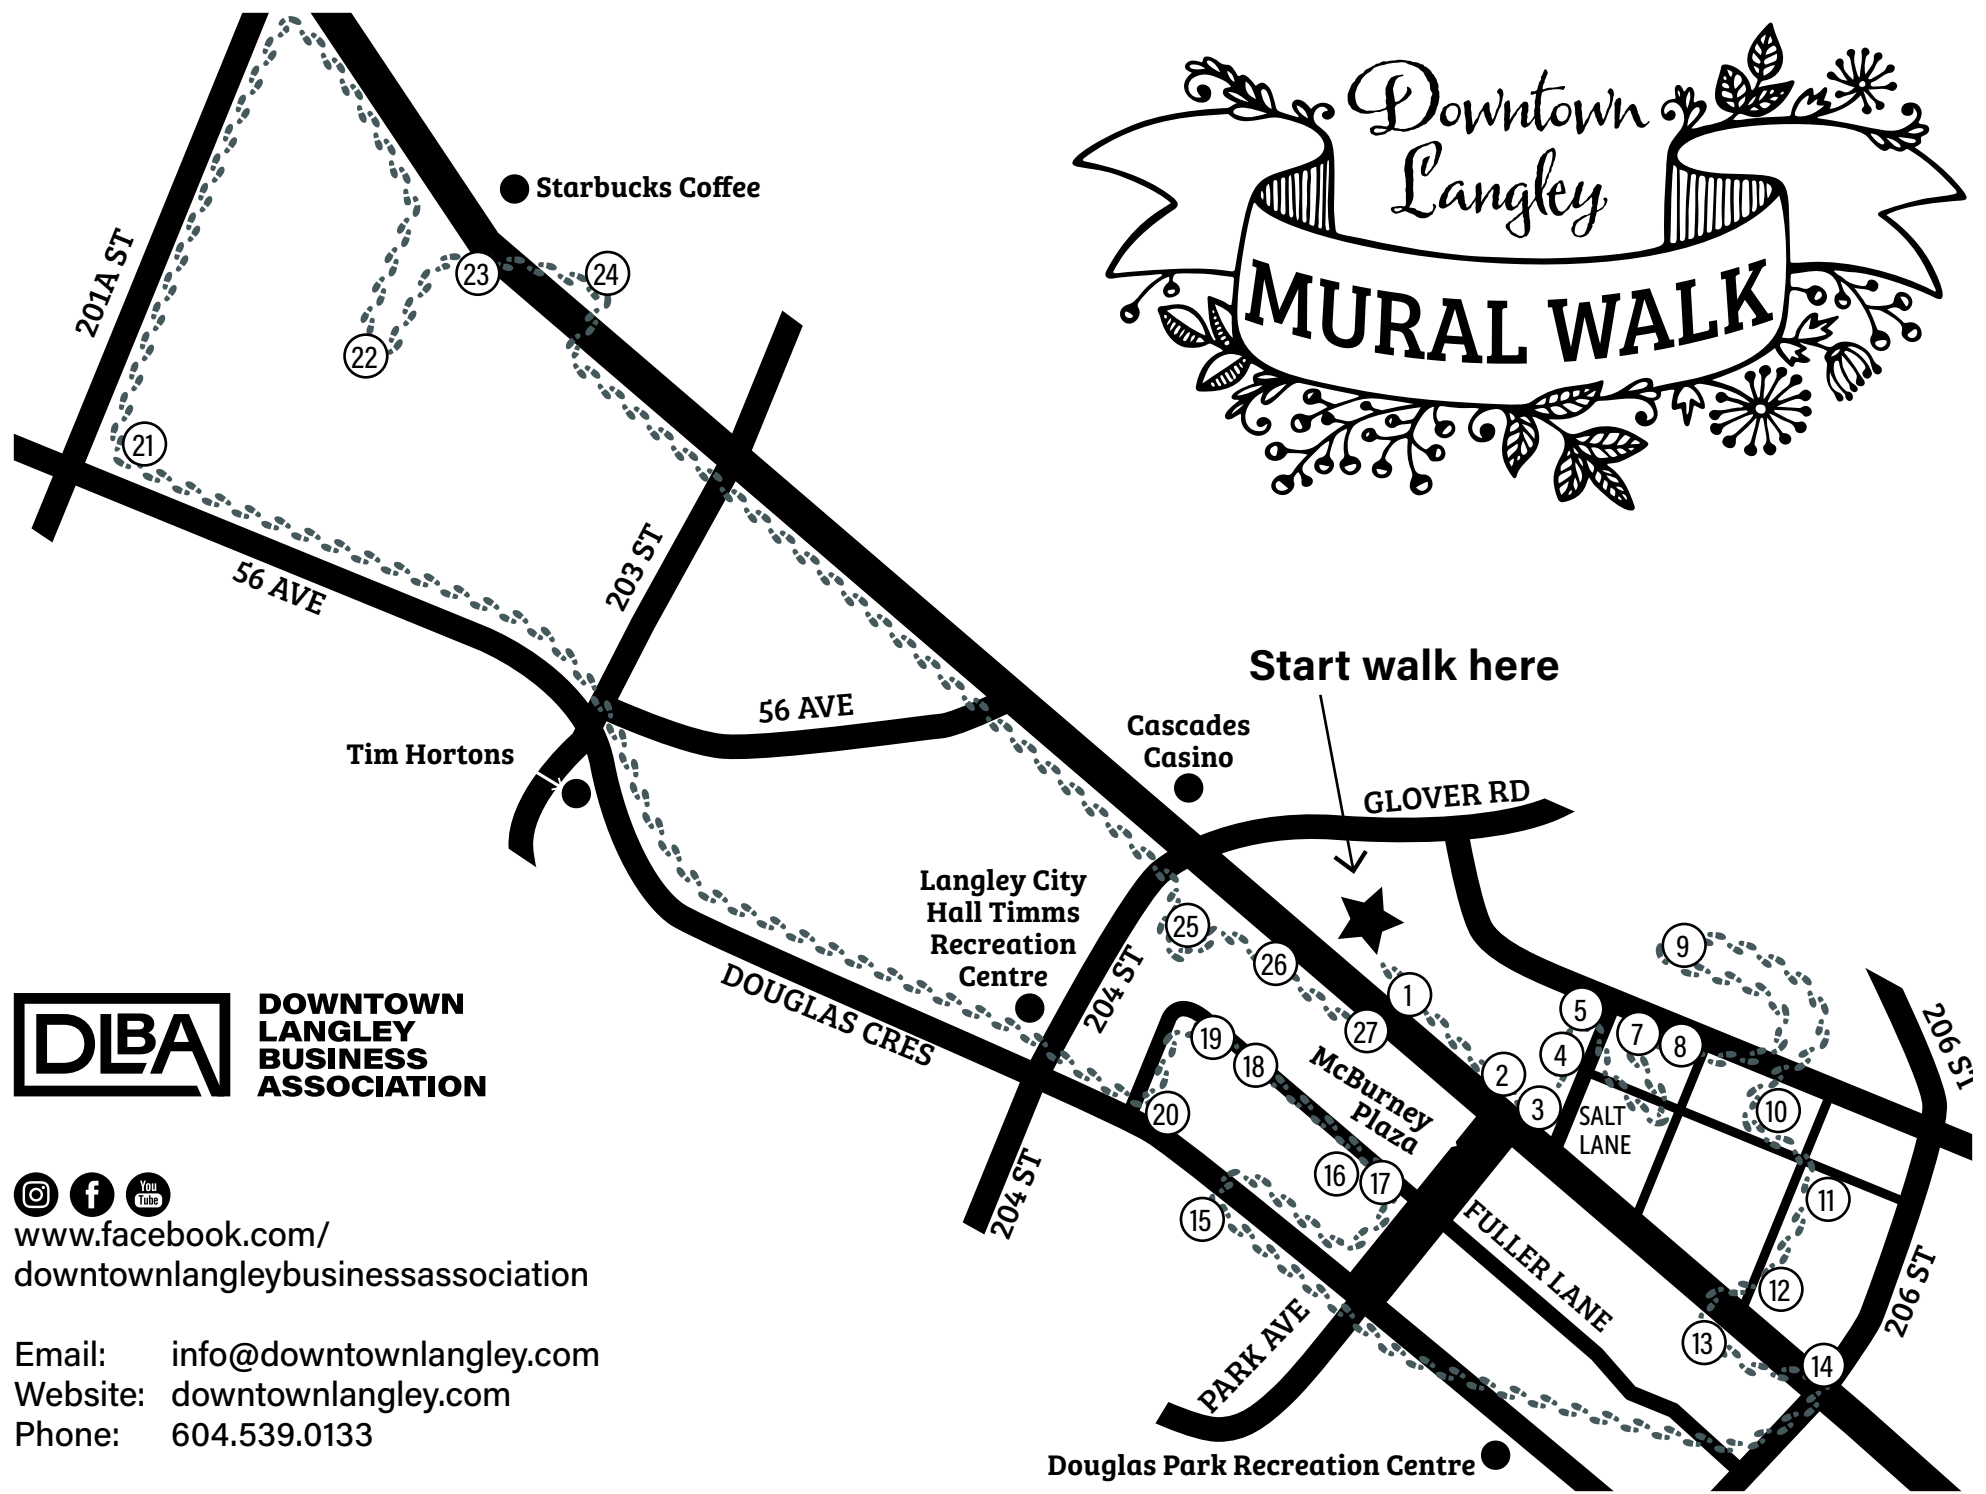 Downtown
Langley
MURAL WALK
Starbucks Coffee
201A ST
23
24
22
21
56 AVE
203 ST
56 AVE
Tim Hortons
Start walk here
Cascades
Casino
GLOVER RD
Langley City
Hall Timms
Recreation
Centre
204 ST
DOUGLAS CRES
25
26
27
1
2
3
4
5
7
8
9
10
11
12
13
14
206 ST
206 ST
SALT
LANE
McBurney
Plaza
19
18
20
16
17
15
204 ST
FULLER LANE
PARK AVE
Douglas Park Recreation Centre
DLBA
DOWNTOWN
LANGLEY
BUSINESS
ASSOCIATION
f
You
Tube
www.facebook.com/
downtownlangleybusinessassociation
Email: info@downtownlangley.com
Website: downtownlangley.com
Phone: 604.539.0133